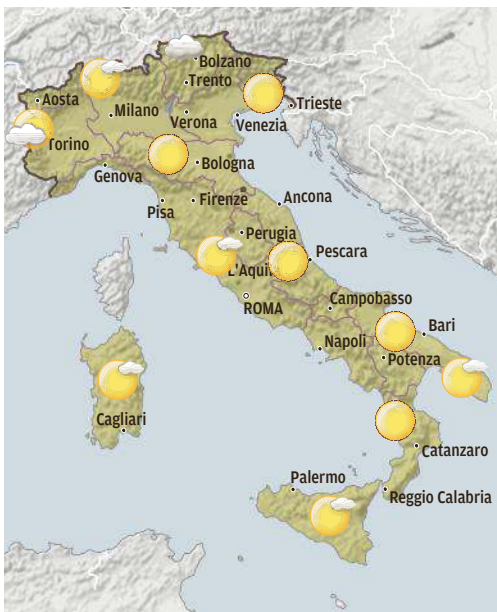 Bolzano
Trento
Aosta
Milano
Verona
Venezia
Trieste
Torino
Bologna
Genova
Pisa
Firenze
Ancona
Perugia
L'Aqui
Pescara
ROMA
Campobasso
Napoli
Bari
Potenza
Cagliari
Catanzaro
Palermo
Reggio Calabria